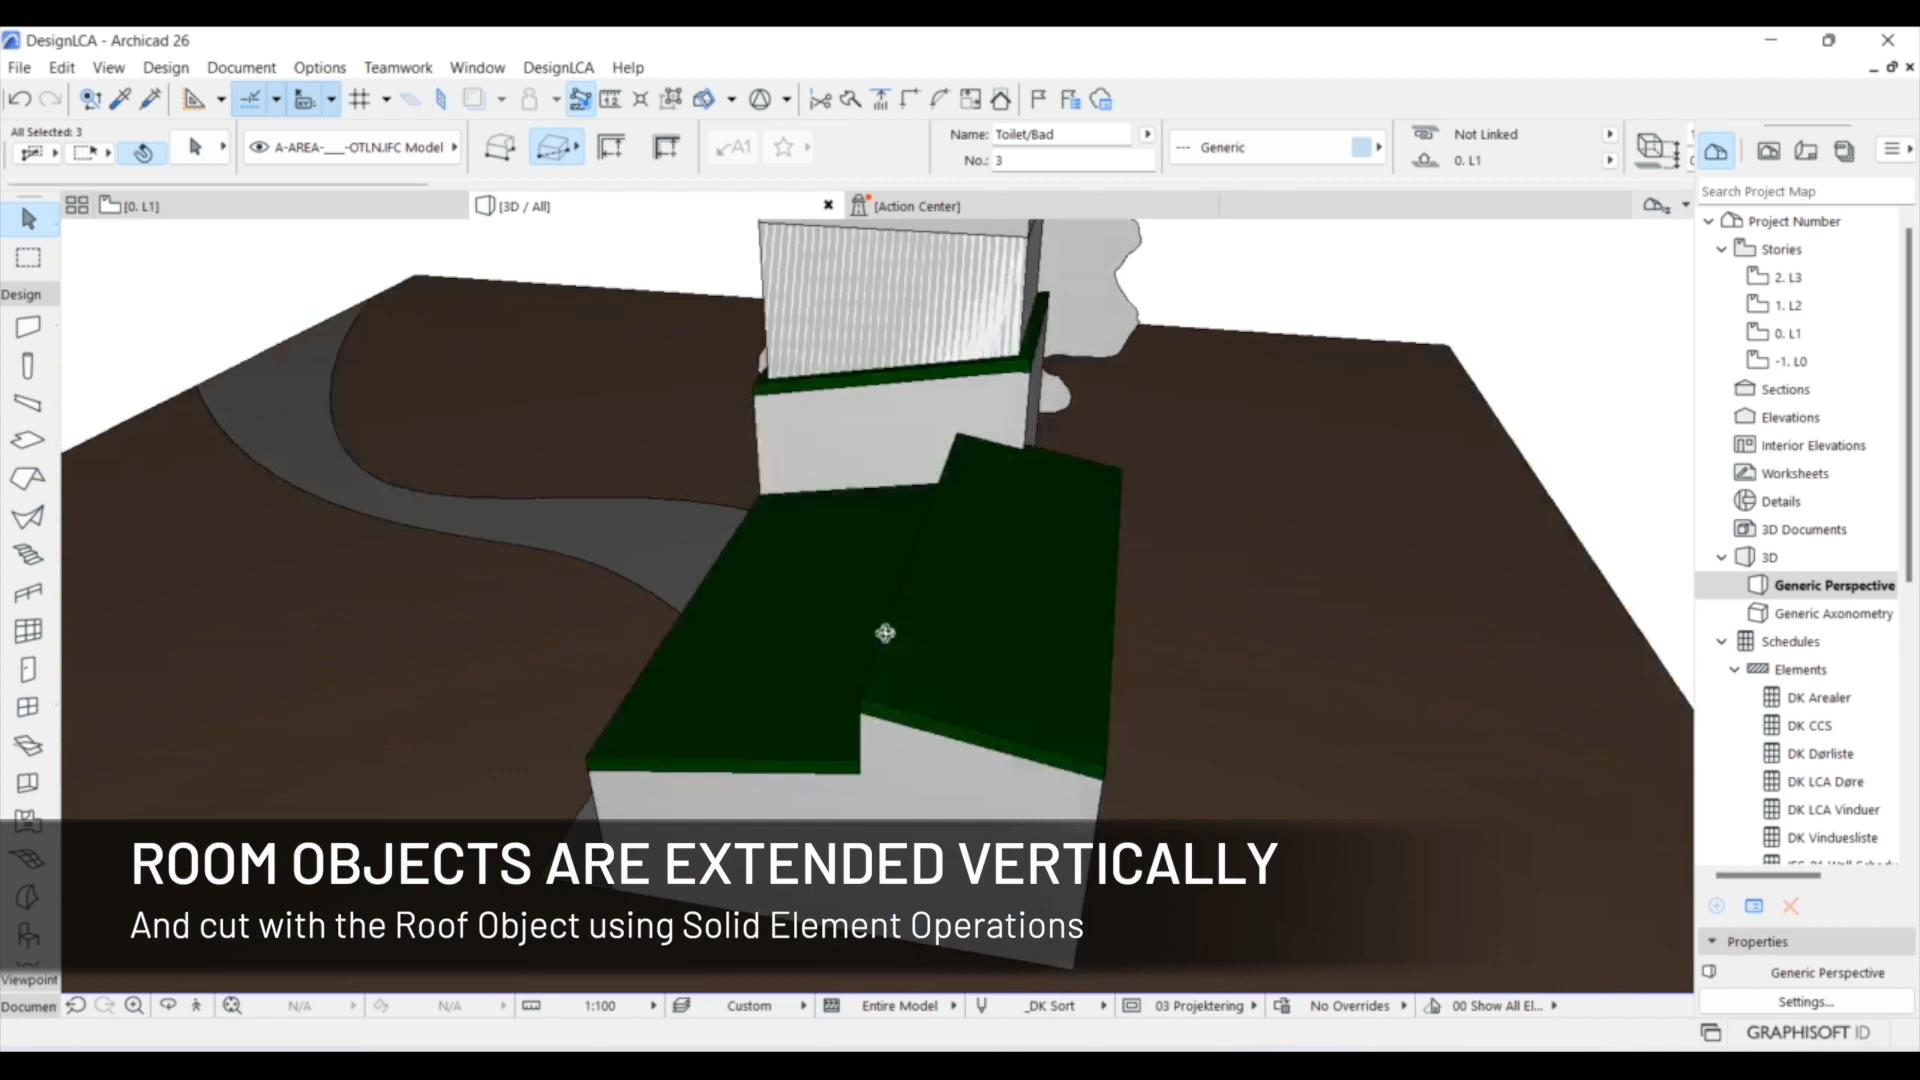 DesignLCA - Archicad 26
File Edit View Design Document Options Teamwork Window DesignLCA Help
All Selected: 3
A-AREA-___-OTLN.IFC Model
A1
Name: Toilet/Bad
No.: 3
Generic
Not Linked
0. L1
[0. L1]
[3D / All]
[Action Center]
Search Project Map
Project Number
Stories
2. L3
1. L2
0. L1
-1. L0
Sections
Elevations
Interior Elevations
Worksheets
Details
3D Documents
3D
Generic Perspective
Generic Axonometry
Schedules
Elements
DK Arealer
DK CCS
DK Dørliste
DK LCA Døre
DK LCA Vinduer
DK Vinduesliste
Properties
Generic Perspective
Settings...
GRAPHISOFT ID
Design
Viewpoint
Documen
ROOM OBJECTS ARE EXTENDED VERTICALLY
And cut with the Roof Object using Solid Element Operations
N/A N/A 1:100 Custom Entire Model _DK Sort 03 Projektering No Overrides 00 Show All El...